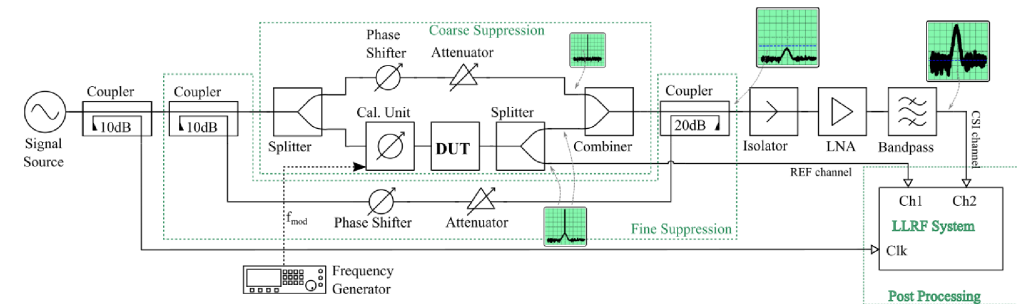 Coarse Suppression
Phase
Shifter
Attenuator
Coupler
Coupler
Cal. Unit
Splitter
Coupler
10dB
10dB
20dB
Signal
Source
Splitter
DUT
Combiner
Isolator
LNA
Bandpass
CSI channel
REF channel
Ch1
Ch2
Phase Shifter
Attenuator
Fine Suppression
fmod
LLRF System
Clk
Frequency
Generator
Post Processing